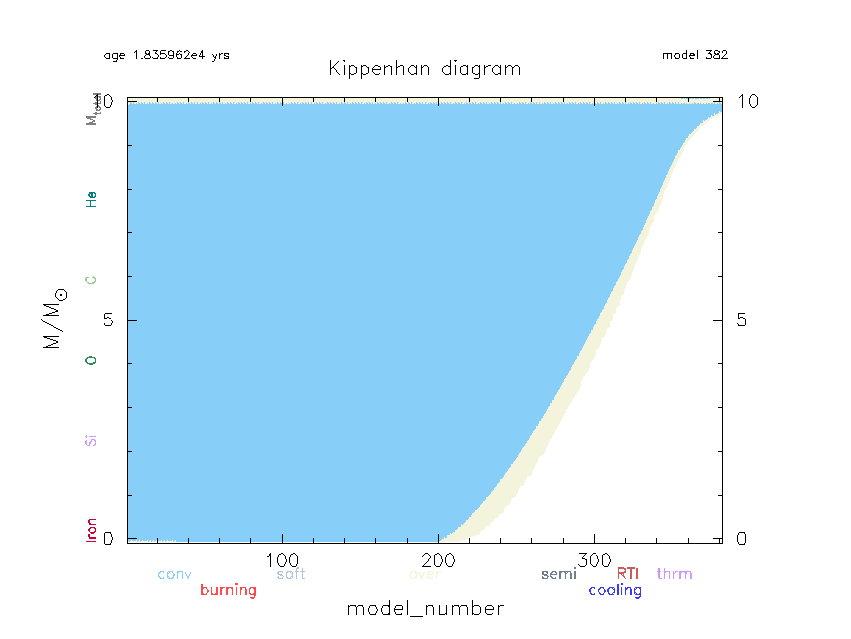 age 1.835962e4 yrs
model 382
Kippenhan diagram
M_total
10
10
He
C
M/M☉
5
5
O
Si
Iron
0
0
100
200
300
conv
soft
over
semi
RTI
thrm
burning
cooling
model_number